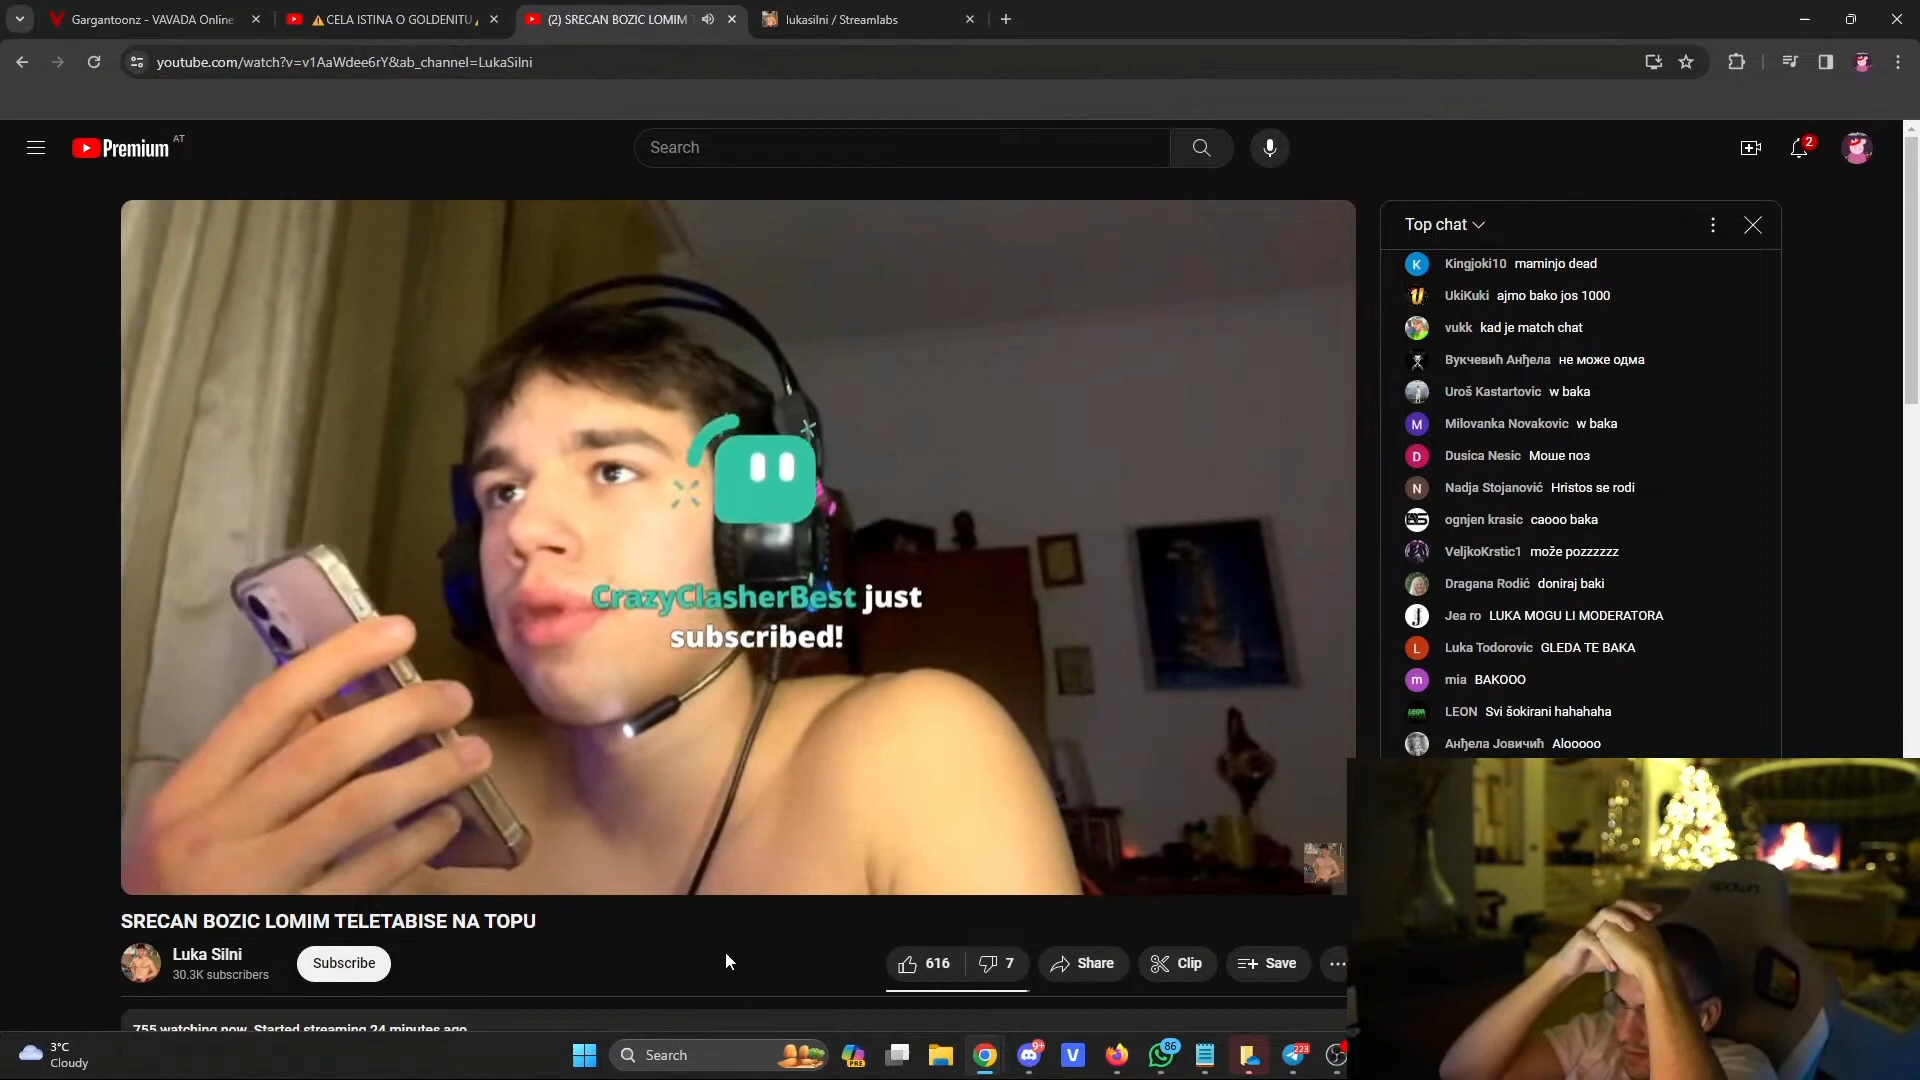 Gargantoonz - VAVADA Online
CELA ISTINA O GOLDENITU
(2) SRECAN BOZIC LOMIM
lukasilni / Streamlabs
youtube.com/watch?v=v1AaWdee6rY&ab_channel=LukaSilni
Premium
AT
Search
2
Top chat
Kingjoki10 maminjo dead
UkiKuki ajmo bako jos 1000
vukk kad je match chat
Вукчевић Анђела не може одма
Uroš Kastartovic w baka
M Milovanka Novakovic w baka
D Dusica Nesic Моше поз
N Nadja Stojanović Hristos se rodi
ognjen krasic caooo baka
VeljkoKrstic1 može pozzzzzz
Dragana Rodić doniraj baki
Jea ro LUKA MOGU LI MODERATORA
L Luka Todorovic GLEDA TE BAKA
m mia BAKOOO
LEON Svi šokirani hahahaha
Анђела Јовичић Alooooo
CrazyClasherBest just
subscribed!
SRECAN BOZIC LOMIM TELETABISE NA TOPU
Luka Silni
30.3K subscribers
Subscribe
616
7
Share
Clip
Save
755 watching now Started streaming 24 minutes ago
spawn
3°C
Cloudy
Search
PRE
9+
V
86
223